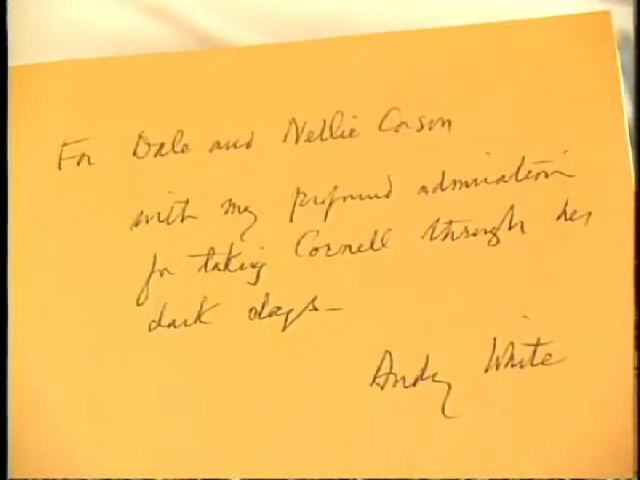 For Dale and Nellie Corson
with my profound admiration
for taking Cornell through her
dark days—
Andy White